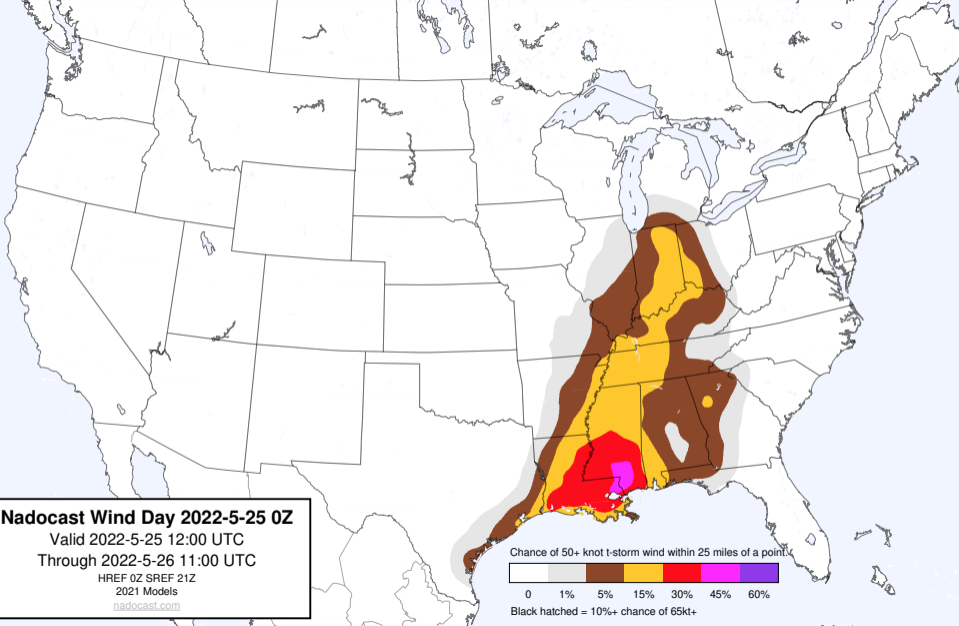 Nadocast Wind Day 2022-5-25 0Z
Valid 2022-5-25 12:00 UTC
Through 2022-5-26 11:00 UTC
HREF 0Z SREF 21Z
2021 Models
nadocast.com
Chance of 50+ knot t-storm wind within 25 miles of a point.
0 1% 5% 15% 30% 45% 60%
Black hatched = 10%+ chance of 65kt+